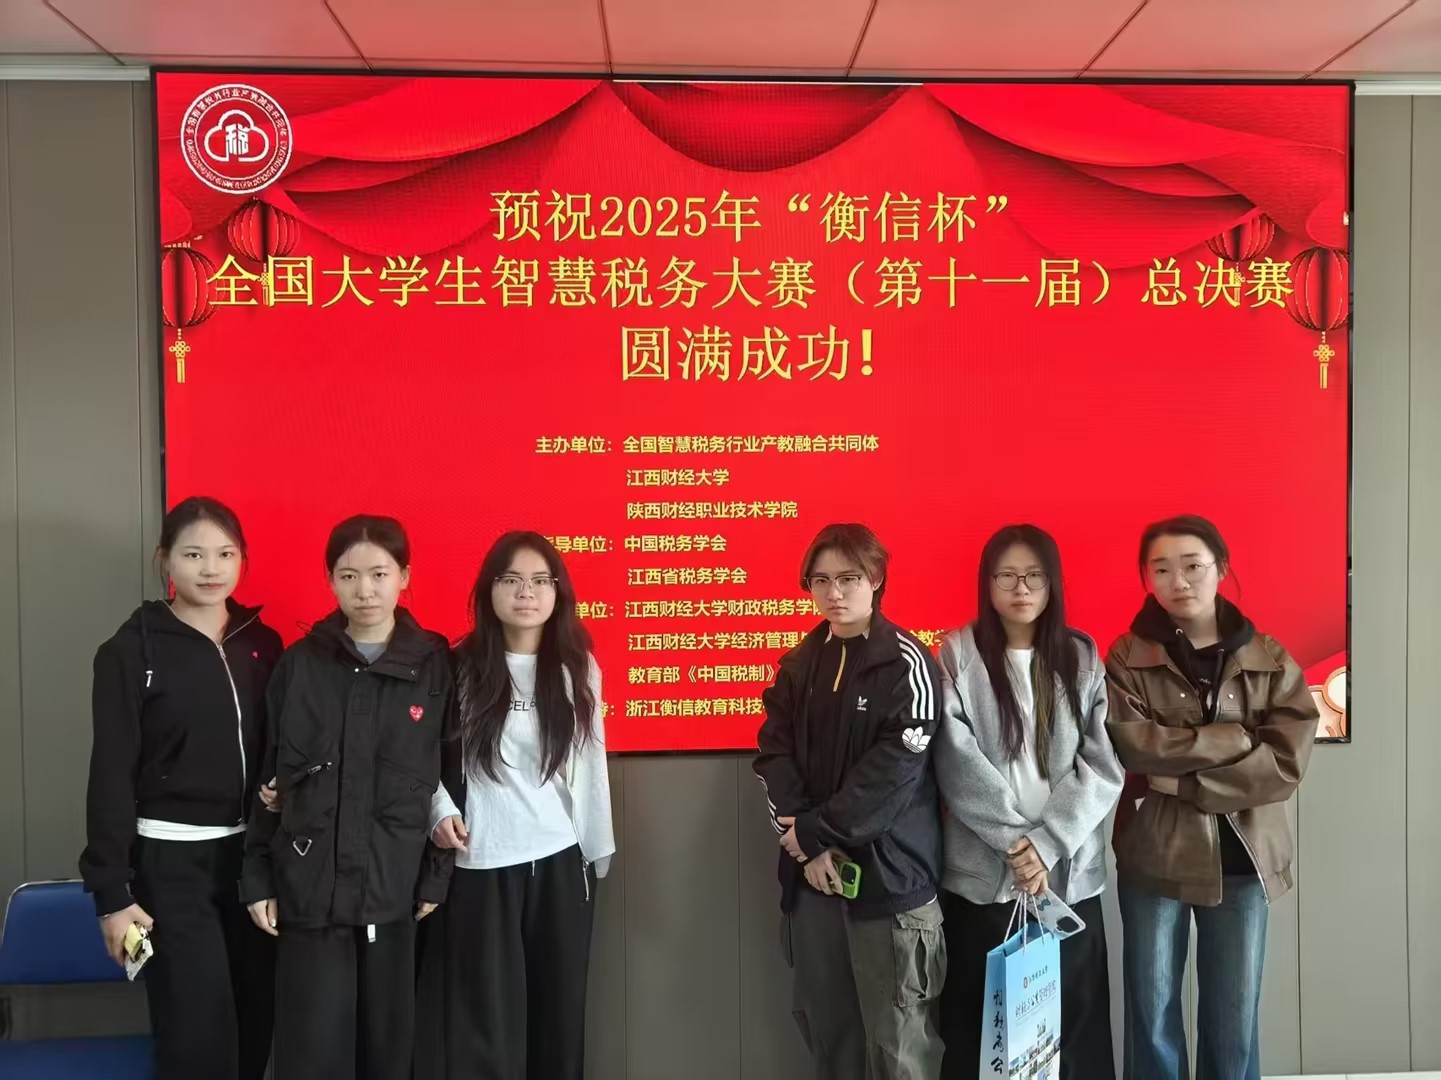 税
预祝2025年“衡信杯”
全国大学生智慧税务大赛（第十一届）总决赛
圆满成功！
主办单位：全国智慧税务行业产教融合共同体
江西财经大学
陕西财经职业技术学院
导单位：中国税务学会
江西省税务学会
单位：江西财经大学财政税务学院
江西财经大学经济管理
教育部《中国税制》
：浙江衡信教育科技
CELI
adidas